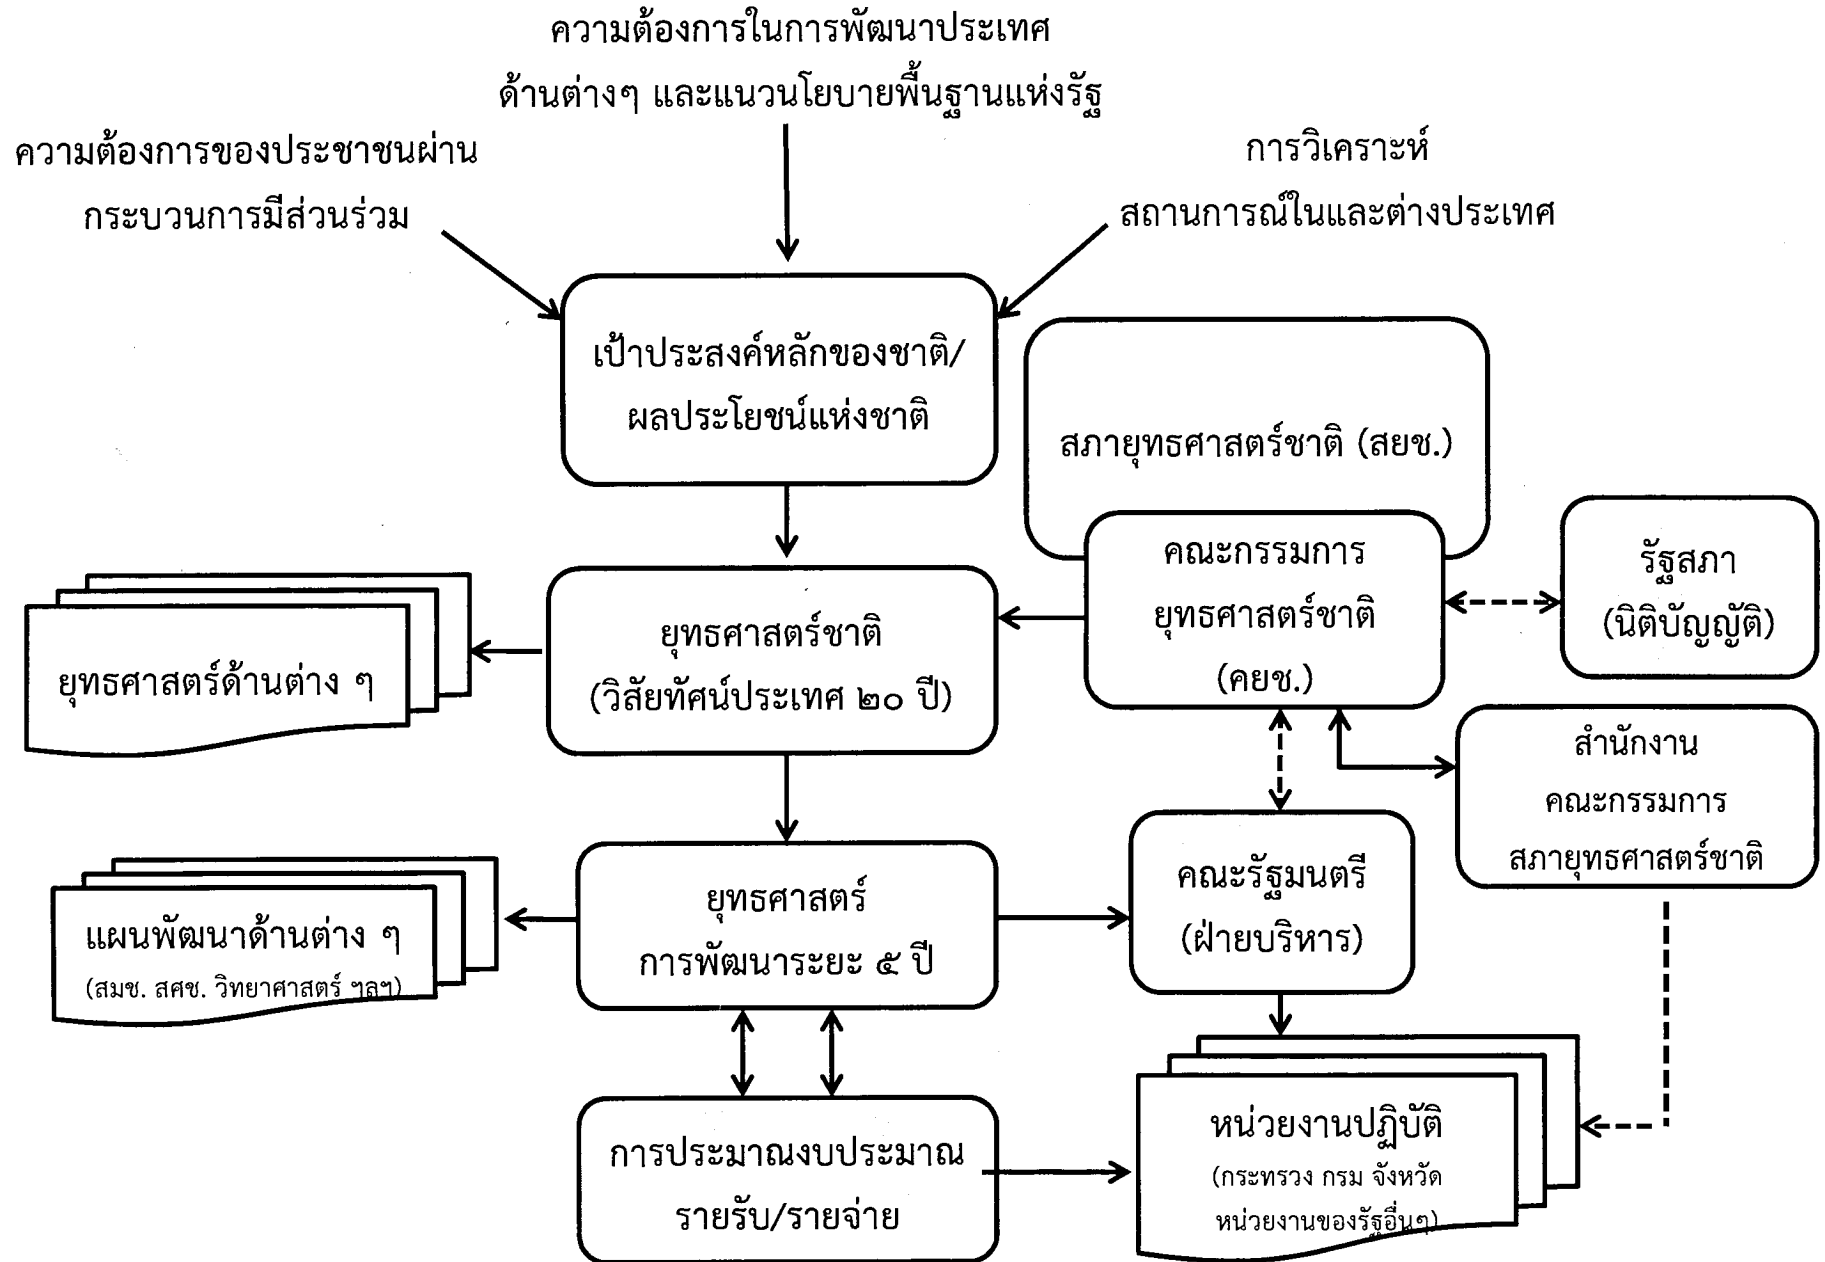 ความต้องการในการพัฒนาประเทศ
ด้านต่างๆ และแนวนโยบายพื้นฐานแห่งรัฐ
ความต้องการของประชาชนผ่าน
กระบวนการมีส่วนร่วม
การวิเคราะห์
สถานการณ์ในและต่างประเทศ
เป้าประสงค์หลักของชาติ/
ผลประโยชน์แห่งชาติ
สภายุทธศาสตร์ชาติ (สยช.)
คณะกรรมการ
ยุทธศาสตร์ชาติ
(คยช.)
รัฐสภา
(นิติบัญญัติ)
ยุทธศาสตร์ชาติ
(วิสัยทัศน์ประเทศ ๒๐ ปี)
ยุทธศาสตร์ด้านต่าง ๆ
สำนักงาน
คณะกรรมการ
สภายุทธศาสตร์ชาติ
คณะรัฐมนตรี
(ฝ่ายบริหาร)
ยุทธศาสตร์
การพัฒนาระยะ ๕ ปี
แผนพัฒนาด้านต่าง ๆ
(สมช. สศช. วิทยาศาสตร์ ฯลฯ)
การประมาณงบประมาณ
รายรับ/รายจ่าย
หน่วยงานปฏิบัติ
(กระทรวง กรม จังหวัด
หน่วยงานของรัฐอื่นๆ)